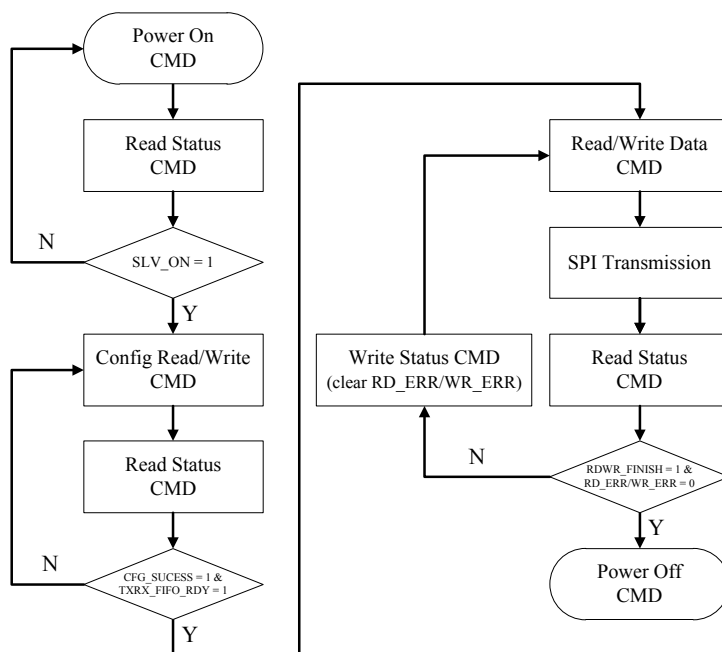 Power On
CMD
Read Status
CMD
N
SLV_ON = 1
Y
Config Read/Write
CMD
Read Status
CMD
N
CFG_SUCESS = 1 &
TXRX_FIFO_RDY = 1
Y
Read/Write Data
CMD
SPI Transmission
Write Status CMD
(clear RD_ERR/WR_ERR)
Read Status
CMD
N
RDWR_FINISH = 1 &
RD_ERR/WR_ERR = 0
Y
Power Off
CMD